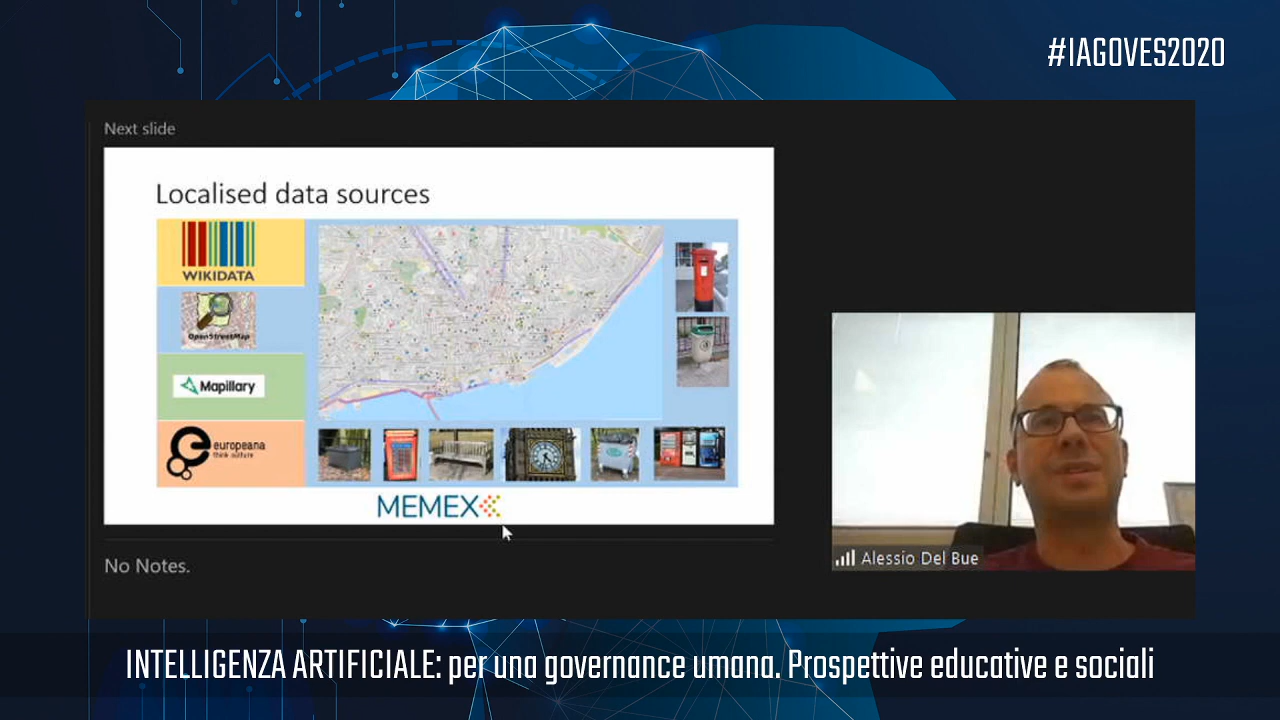 #IAGOVES2020
Next slide
Localised data sources
WIKIDATA
OpenStreetMap
Mapillary
europeana
think culture
MEMEX
No Notes.
Alessio Del Bue
INTELLIGENZA ARTIFICIALE: per una governance umana. Prospettive educative e sociali